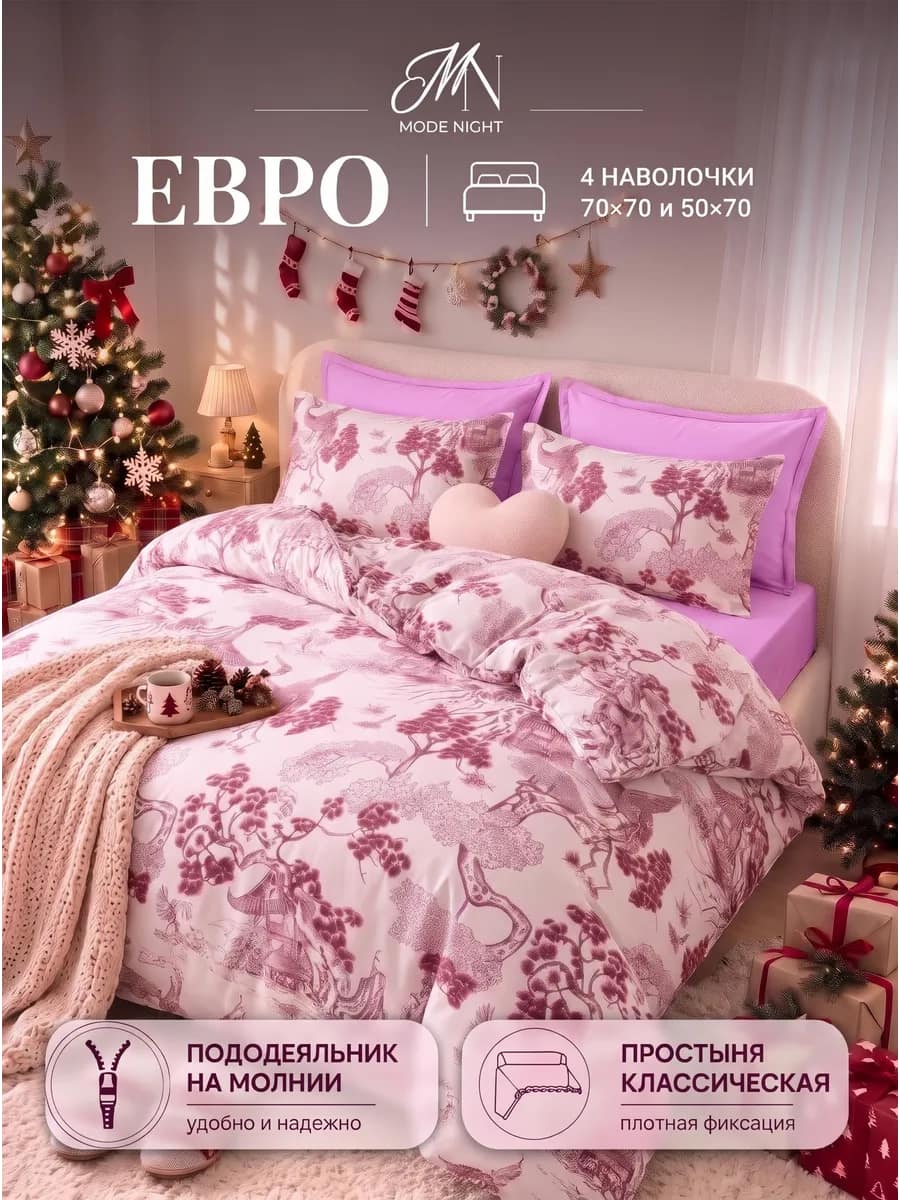 MN
MODE NIGHT
ЕВРО
4 НАВОЛОЧКИ
70×70 и 50×70
ПОДОДЕЯЛЬНИК
НА МОЛНИИ
удобно и надежно
ПРОСТЫНЯ
КЛАССИЧЕСКАЯ
плотная фиксация